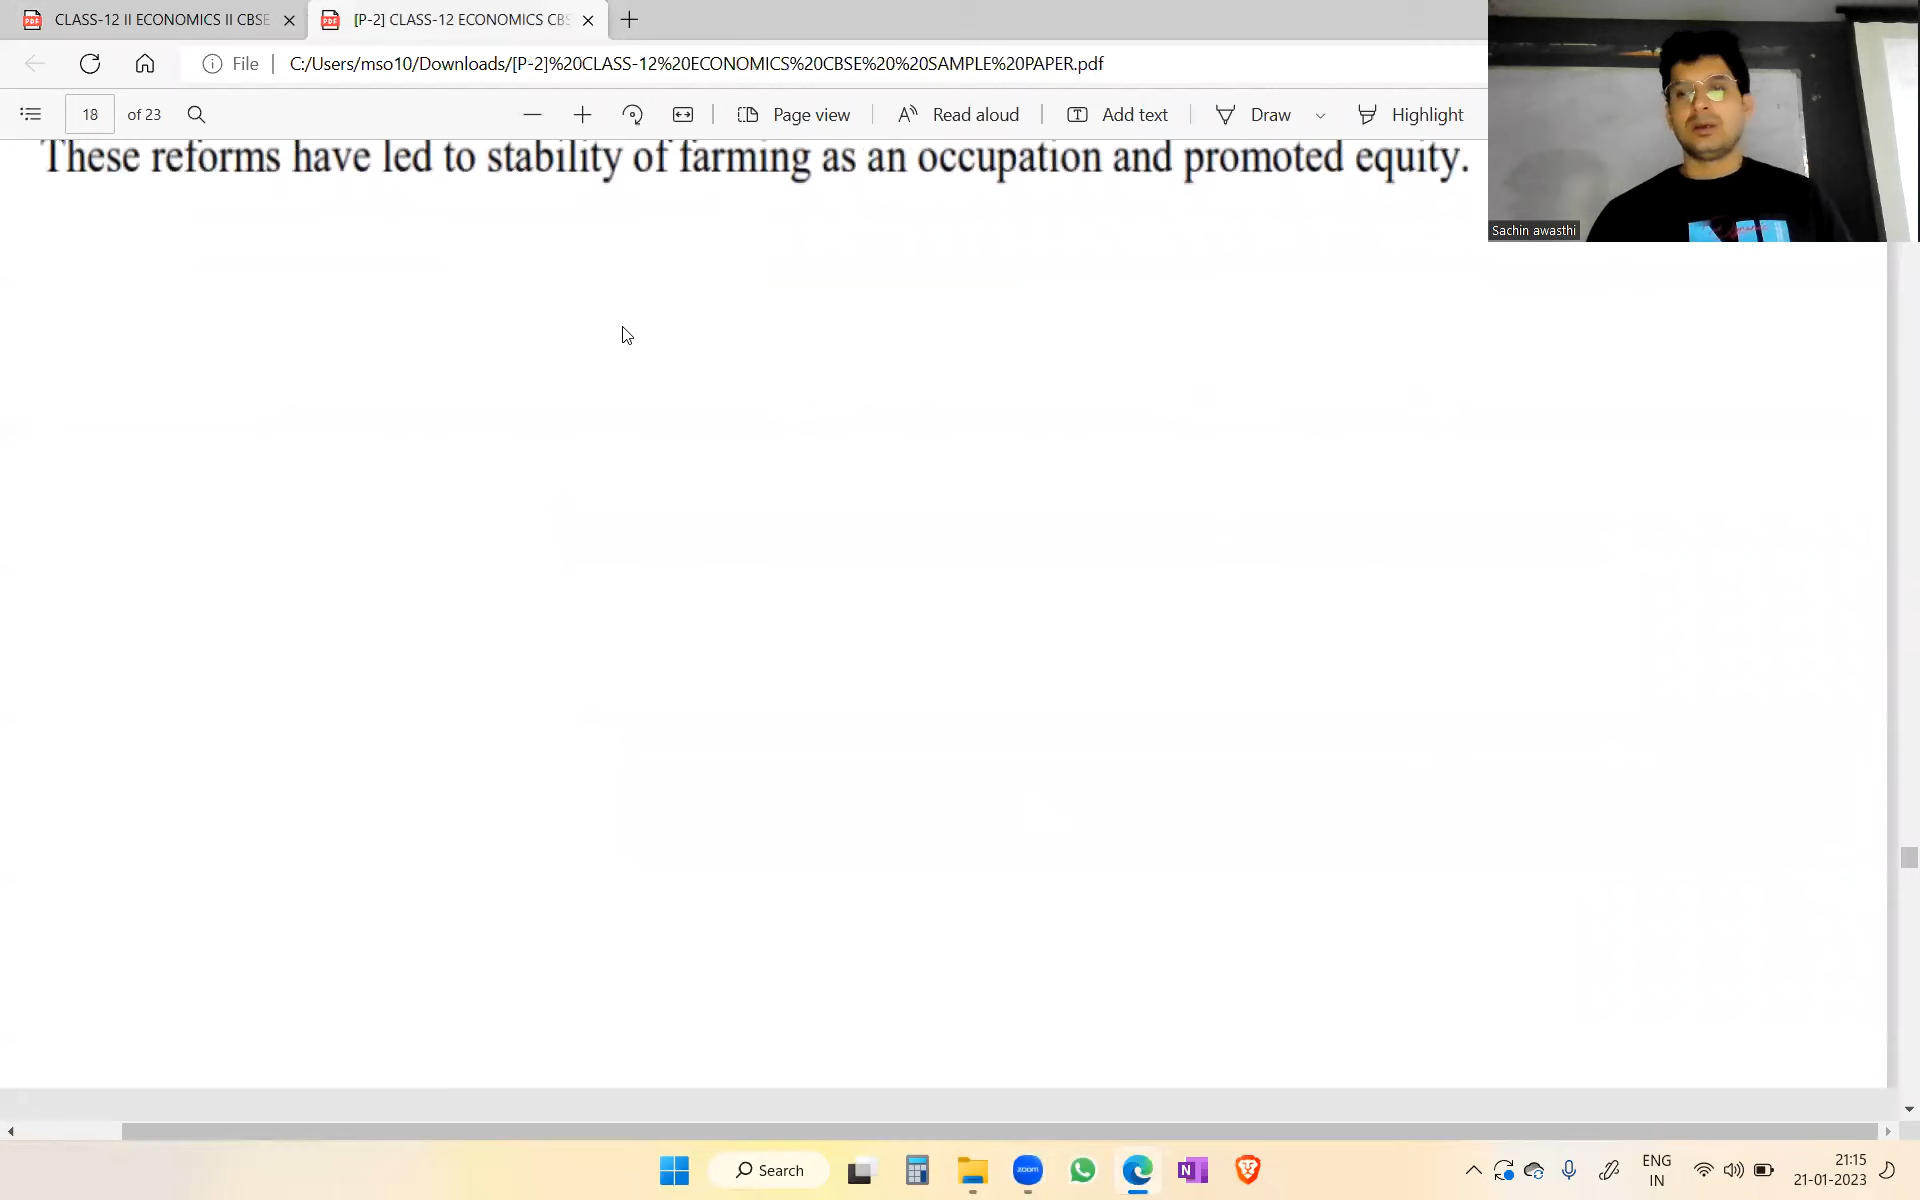 CLASS-12 II ECONOMICS II CBSE
[P-2] CLASS-12 ECONOMICS CBS
File
C:/Users/mso10/Downloads/[P-2]%20CLASS-12%20ECONOMICS%20CBSE%20%20SAMPLE%20PAPER.pdf
18 of 23
Page view
Read aloud
Add text
Draw
Highlight
These reforms have led to stability of farming as an occupation and promoted equity.
Sachin awasthi
Search
zoom
ENG
IN
21:15
21-01-2023